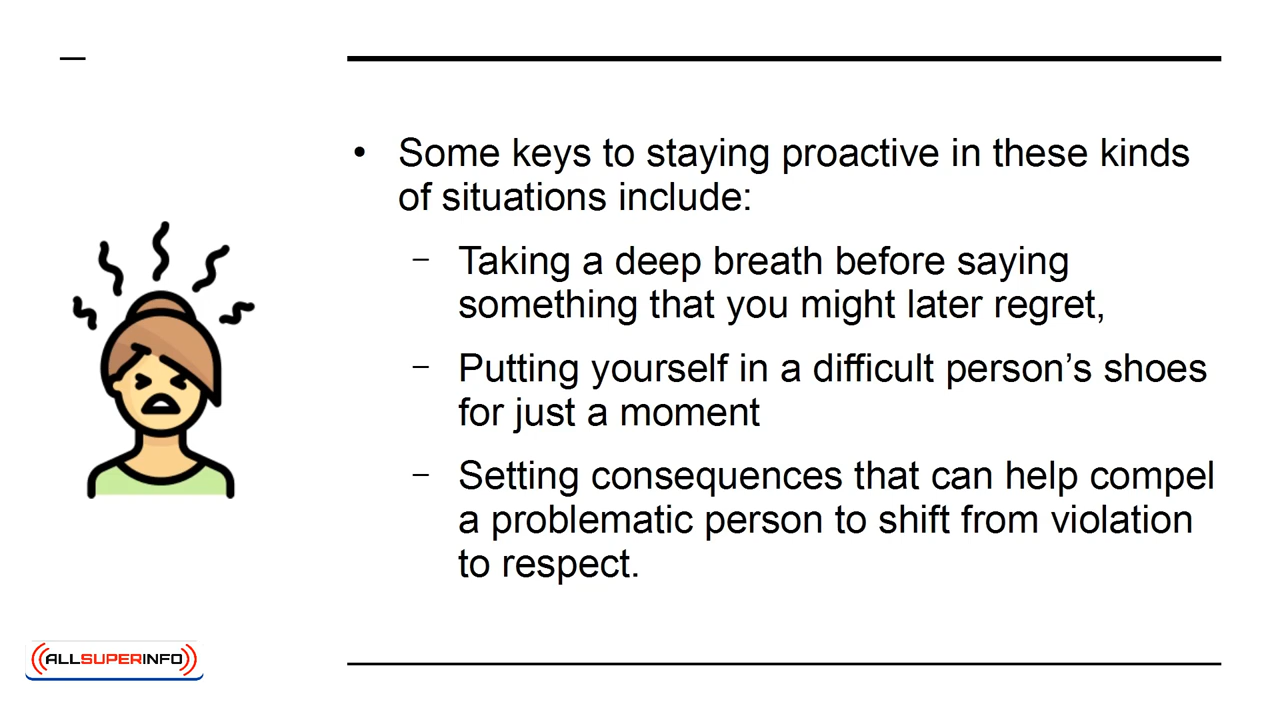 • Some keys to staying proactive in these kinds
of situations include:
– Taking a deep breath before saying
something that you might later regret,
– Putting yourself in a difficult person’s shoes
for just a moment
– Setting consequences that can help compel
a problematic person to shift from violation
to respect.
ALLSUPERINFO